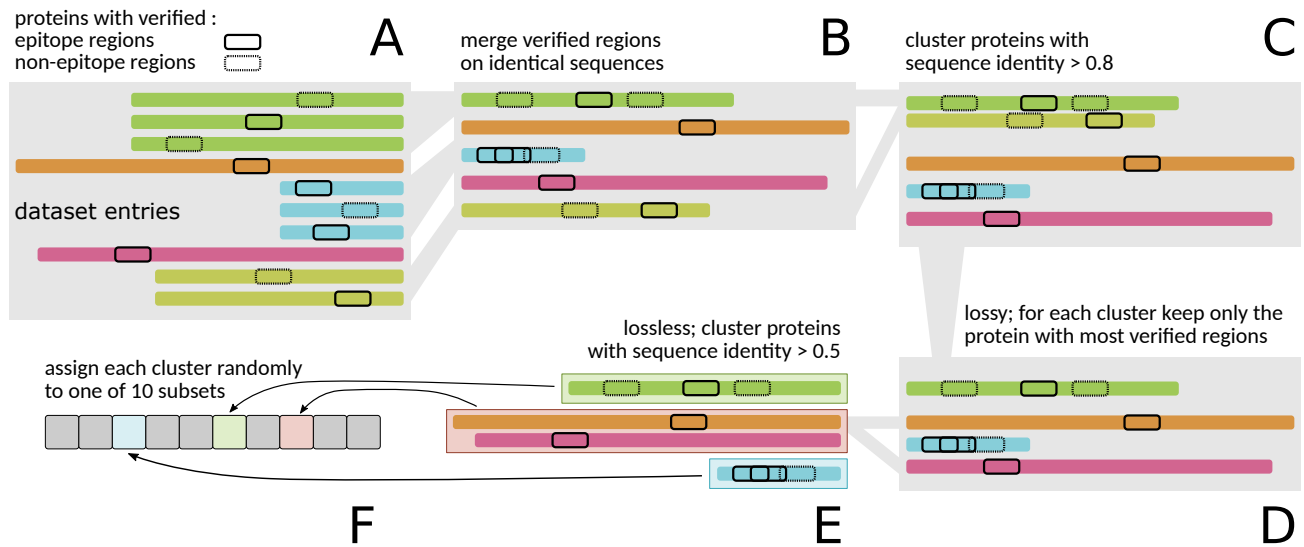 proteins with verified :
epitope regions
non-epitope regions
A
dataset entries
merge verified regions
on identical sequences
B
cluster proteins with
sequence identity > 0.8
C
lossy; for each cluster keep only the
protein with most verified regions
D
lossless; cluster proteins
with sequence identity > 0.5
E
assign each cluster randomly
to one of 10 subsets
F